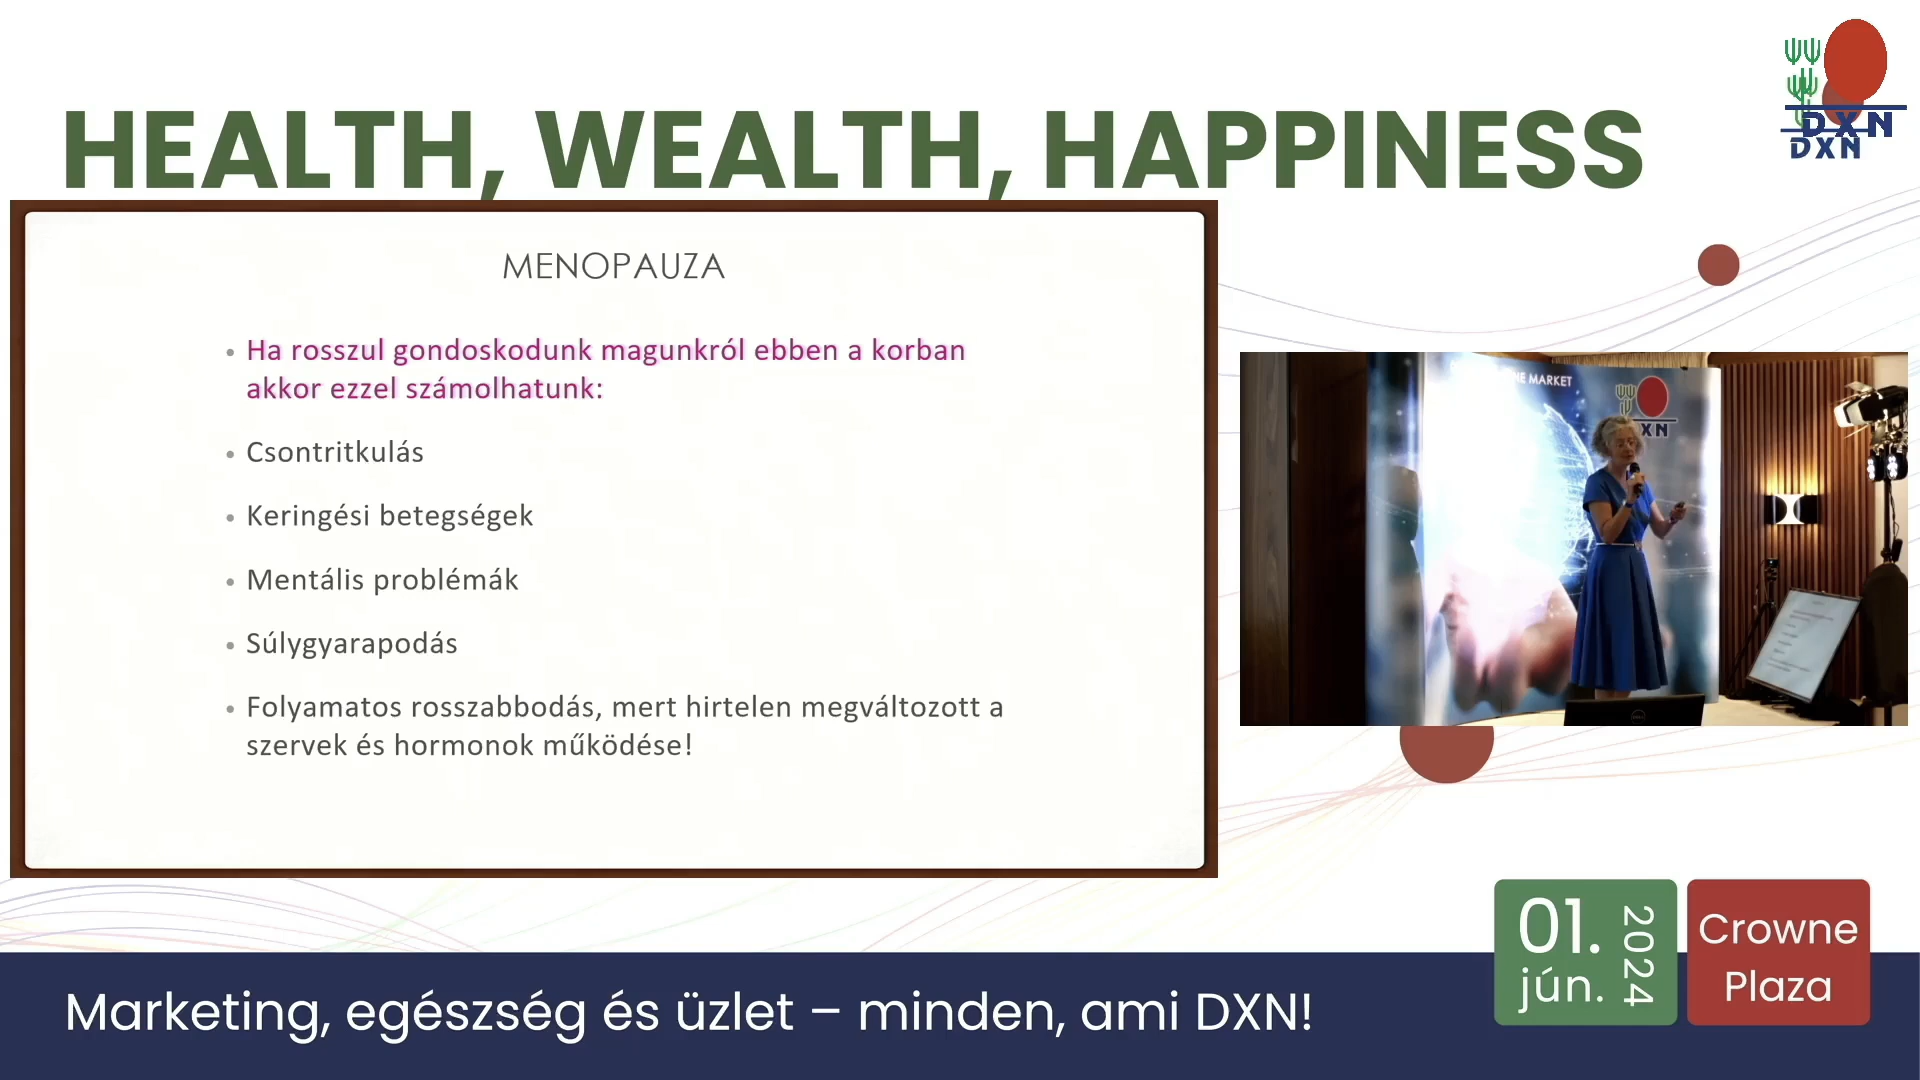 HEALTH, WEALTH, HAPPINESS
DXN
DXN
MENOPAUZA
• Ha rosszul gondoskodunk magunkról ebben a korban
akkor ezzel számolhatunk:
• Csontritkulás
• Keringési betegségek
• Mentális problémák
• Súlygyarapodás
• Folyamatos rosszabbodás, mert hirtelen megváltozott a
szervek és hormonok működése!
MARKET
XN
01.
jún.
2024
Crowne
Plaza
Marketing, egészség és üzlet – minden, ami DXN!